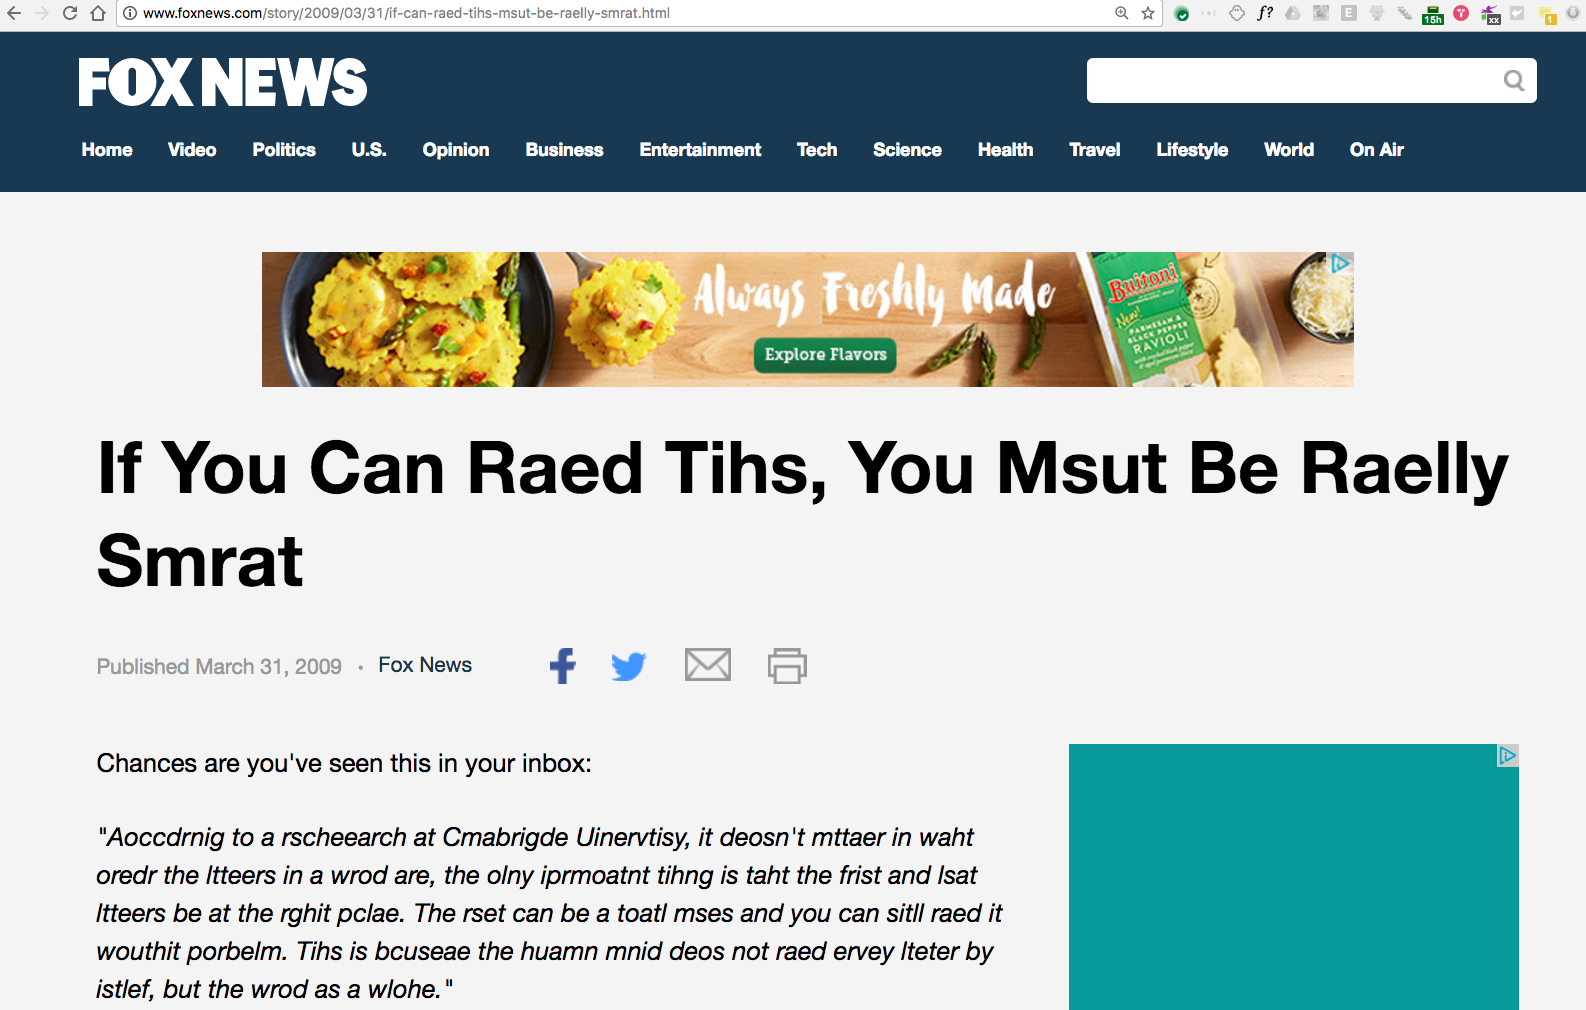 www.foxnews.com/story/2009/03/31/if-can-raed-tihs-msut-be-raelly-smrat.html
f?
E
15h
xx
1
FOX NEWS
Home Video Politics U.S. Opinion Business Entertainment Tech Science Health Travel Lifestyle World On Air
Always Freshly Made
Explore Flavors
Buitoni
New!
PARMESAN &
BLACK PEPPER
RAVIOLI
If You Can Raed Tihs, You Msut Be Raelly
Smrat
Published March 31, 2009 · Fox News
Chances are you've seen this in your inbox:
"Aoccdrnig to a rscheearch at Cmabrigde Uinervtisy, it deosn't mttaer in waht
oredr the ltteers in a wrod are, the olny iprmoatnt tihng is taht the frist and lsat
ltteers be at the rghit pclae. The rset can be a toatl mses and you can sitll raed it
wouthit porbelm. Tihs is bcuseae the huamn mnid deos not raed ervey lteter by
istlef, but the wrod as a wlohe."